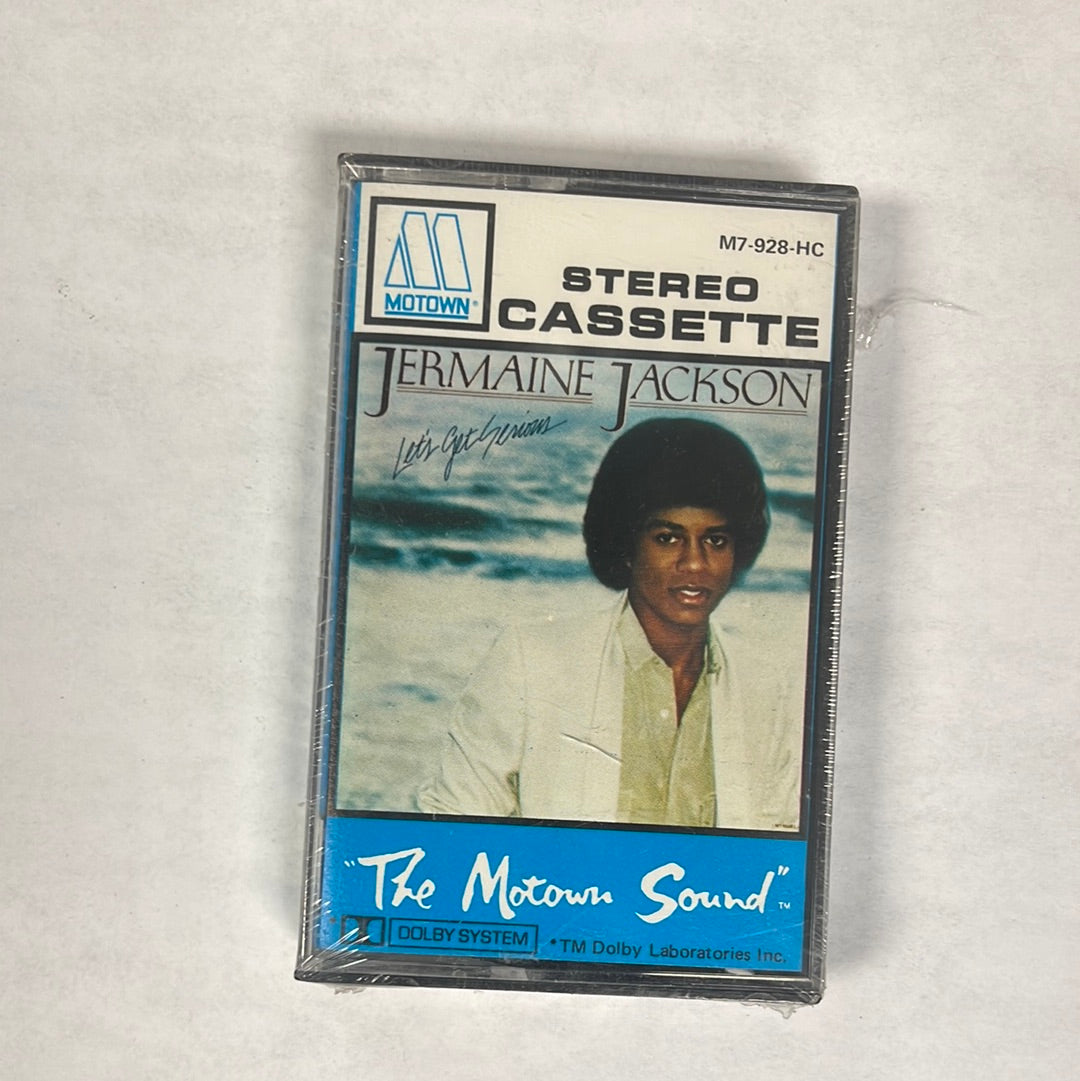 MOTOWN®
M7-928-HC
STEREO
CASSETTE
JERMAINE JACKSON
Let's Get Serious
"The Motown Sound"™
DOLBY SYSTEM
*TM Dolby Laboratories Inc.